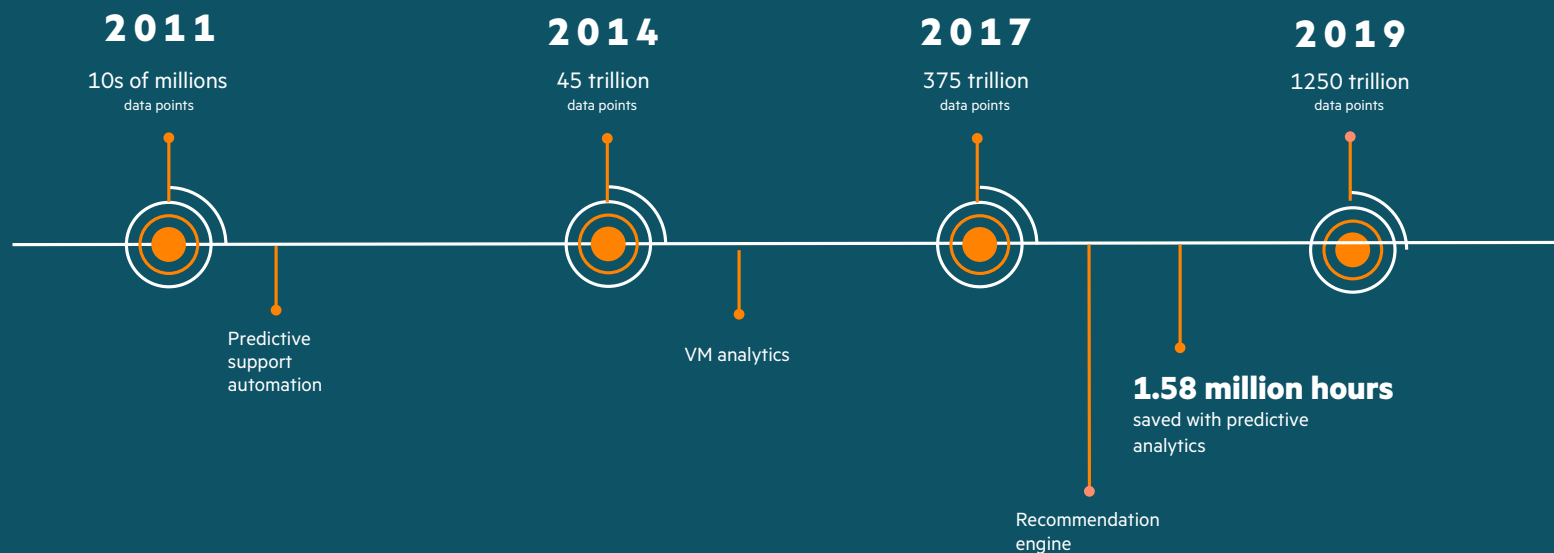 2011
10s of millions
data points
2014
45 trillion
data points
2017
375 trillion
data points
2019
1250 trillion
data points
Predictive
support
automation
VM analytics
1.58 million hours
saved with predictive
analytics
Recommendation
engine